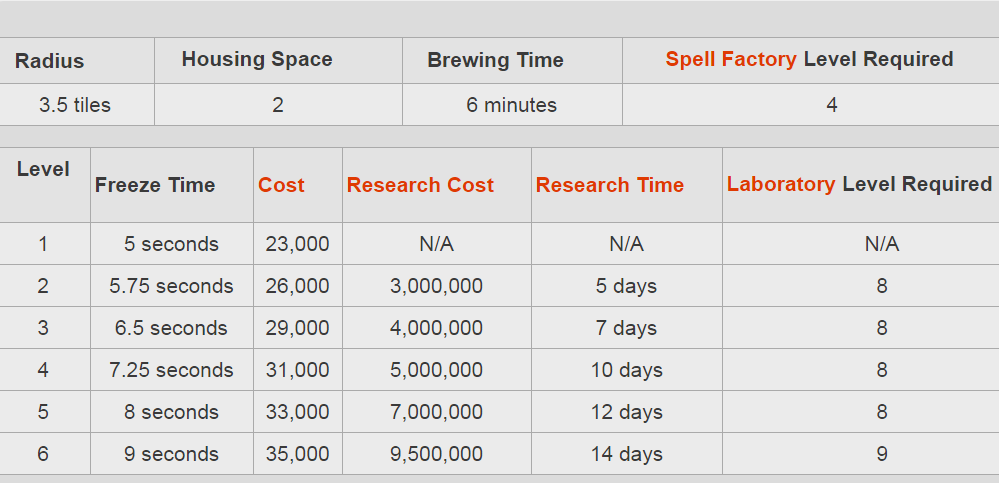 Radius Housing Space Brewing Time Spell Factory Level Required
3.5 tiles 2 6 minutes 4
Level Freeze Time Cost Research Cost Research Time Laboratory Level Required
1 5 seconds 23,000 N/A N/A N/A
2 5.75 seconds 26,000 3,000,000 5 days 8
3 6.5 seconds 29,000 4,000,000 7 days 8
4 7.25 seconds 31,000 5,000,000 10 days 8
5 8 seconds 33,000 7,000,000 12 days 8
6 9 seconds 35,000 9,500,000 14 days 9